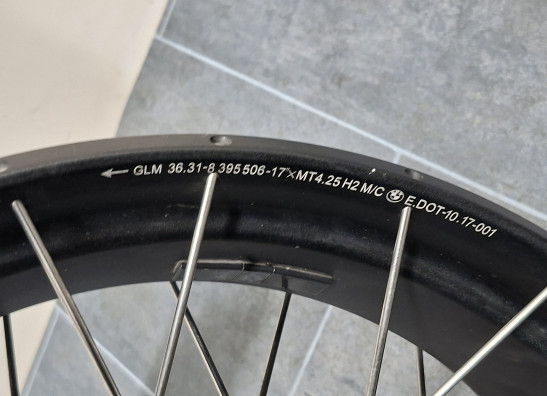 ← GLM 36.31-8 395 506-17"×MT4.25 H2 M/C E.DOT-10.17-001